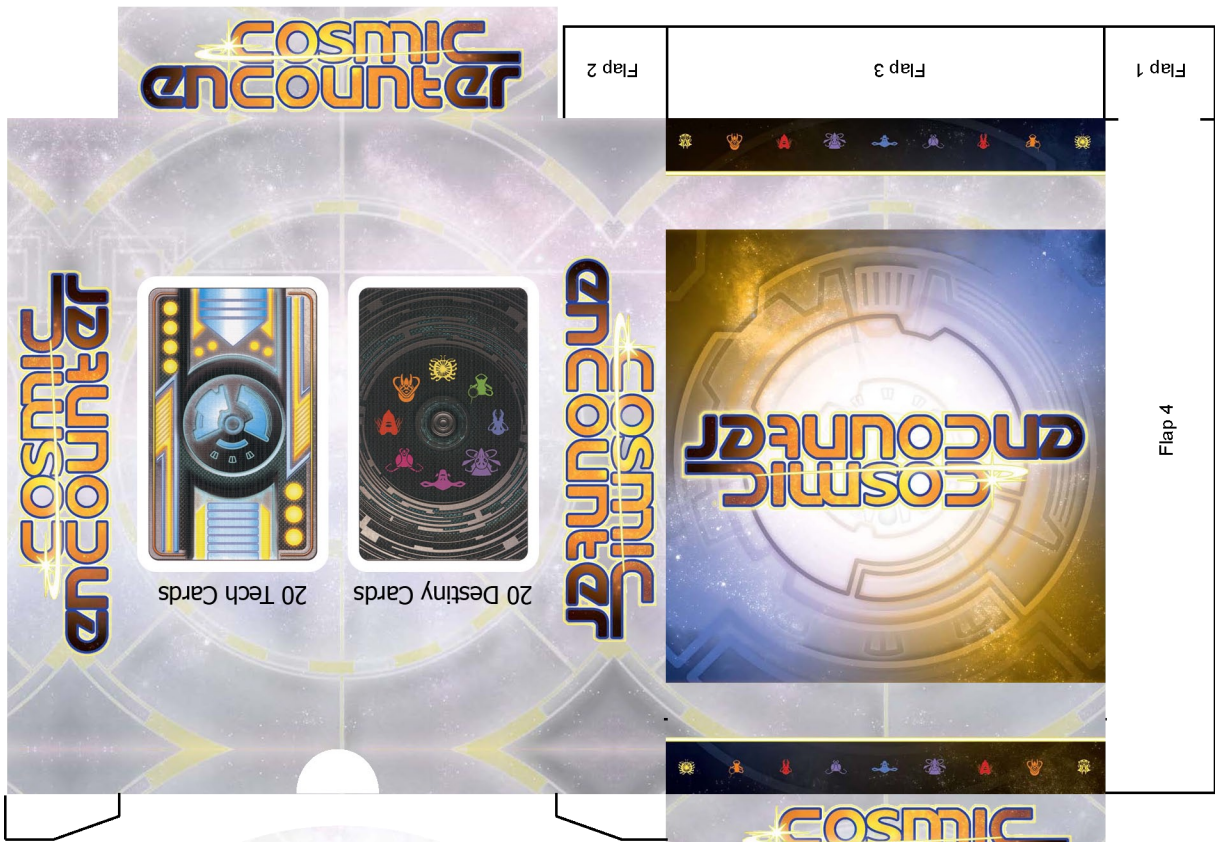 cosmic
encounter
Flap 2
Flap 3
Flap 1
cosmic
encounter
20 Tech Cards
20 Destiny Cards
cosmic
encounter
cosmic
encounter
Flap 4
cosmic